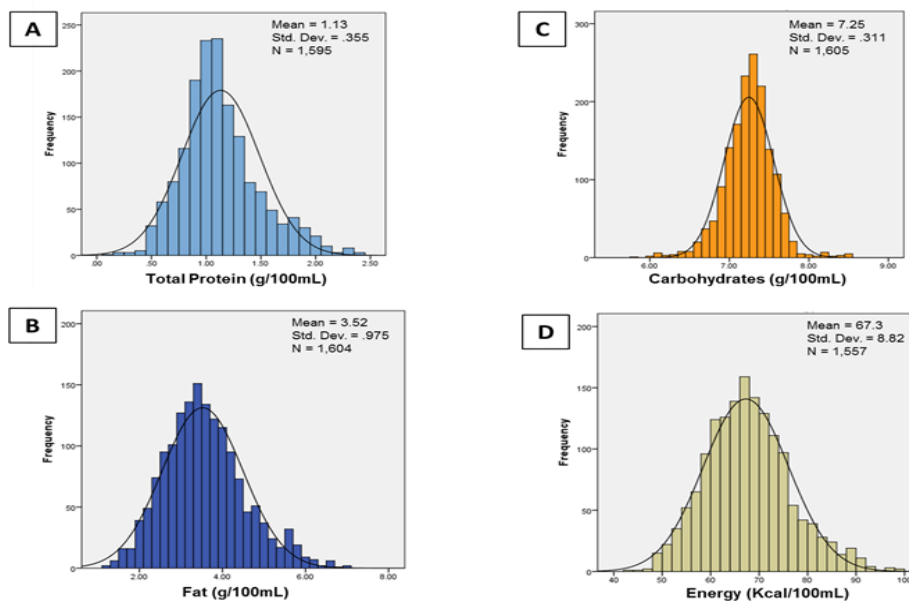 A
Mean = 1.13
Std. Dev. = .355
N = 1,595
250
200
150
100
50
0
Frequency
.00 .50 1.00 1.50 2.00 2.50
Total Protein (g/100mL)
C
Mean = 7.25
Std. Dev. = .311
N = 1,605
300
200
100
0
Frequency
6.00 7.00 8.00 9.00
Carbohydrates (g/100mL)
B
Mean = 3.52
Std. Dev. = .975
N = 1,604
200
150
100
50
0
Frequency
2.00 4.00 6.00 8.00
Fat (g/100mL)
D
Mean = 67.3
Std. Dev. = 8.82
N = 1,557
200
150
100
50
0
Frequency
40 50 60 70 80 90 100
Energy (Kcal/100mL)